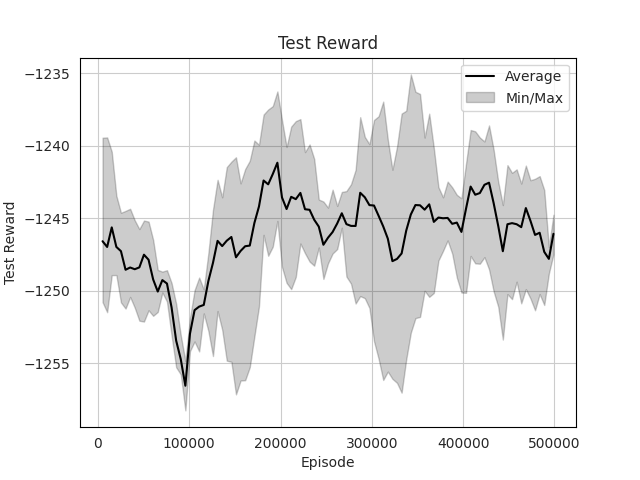 Test Reward
Average
Min/Max
−1235
−1240
−1245
−1250
−1255
Test Reward
0
100000
200000
300000
400000
500000
Episode